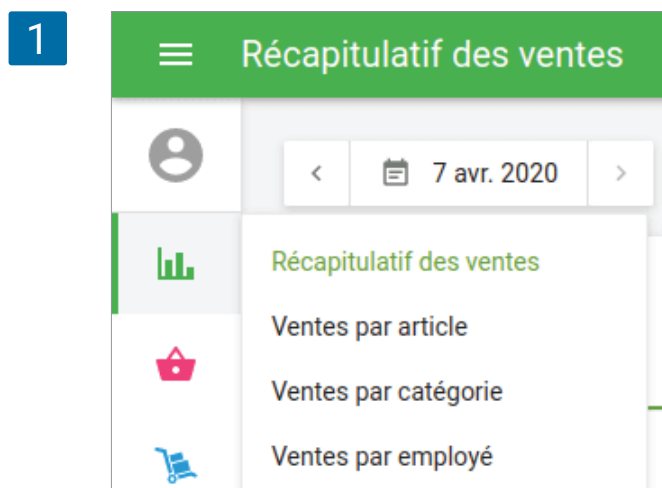 1
Récapitulatif des ventes
7 avr. 2020
Récapitulatif des ventes
Ventes par article
Ventes par catégorie
Ventes par employé